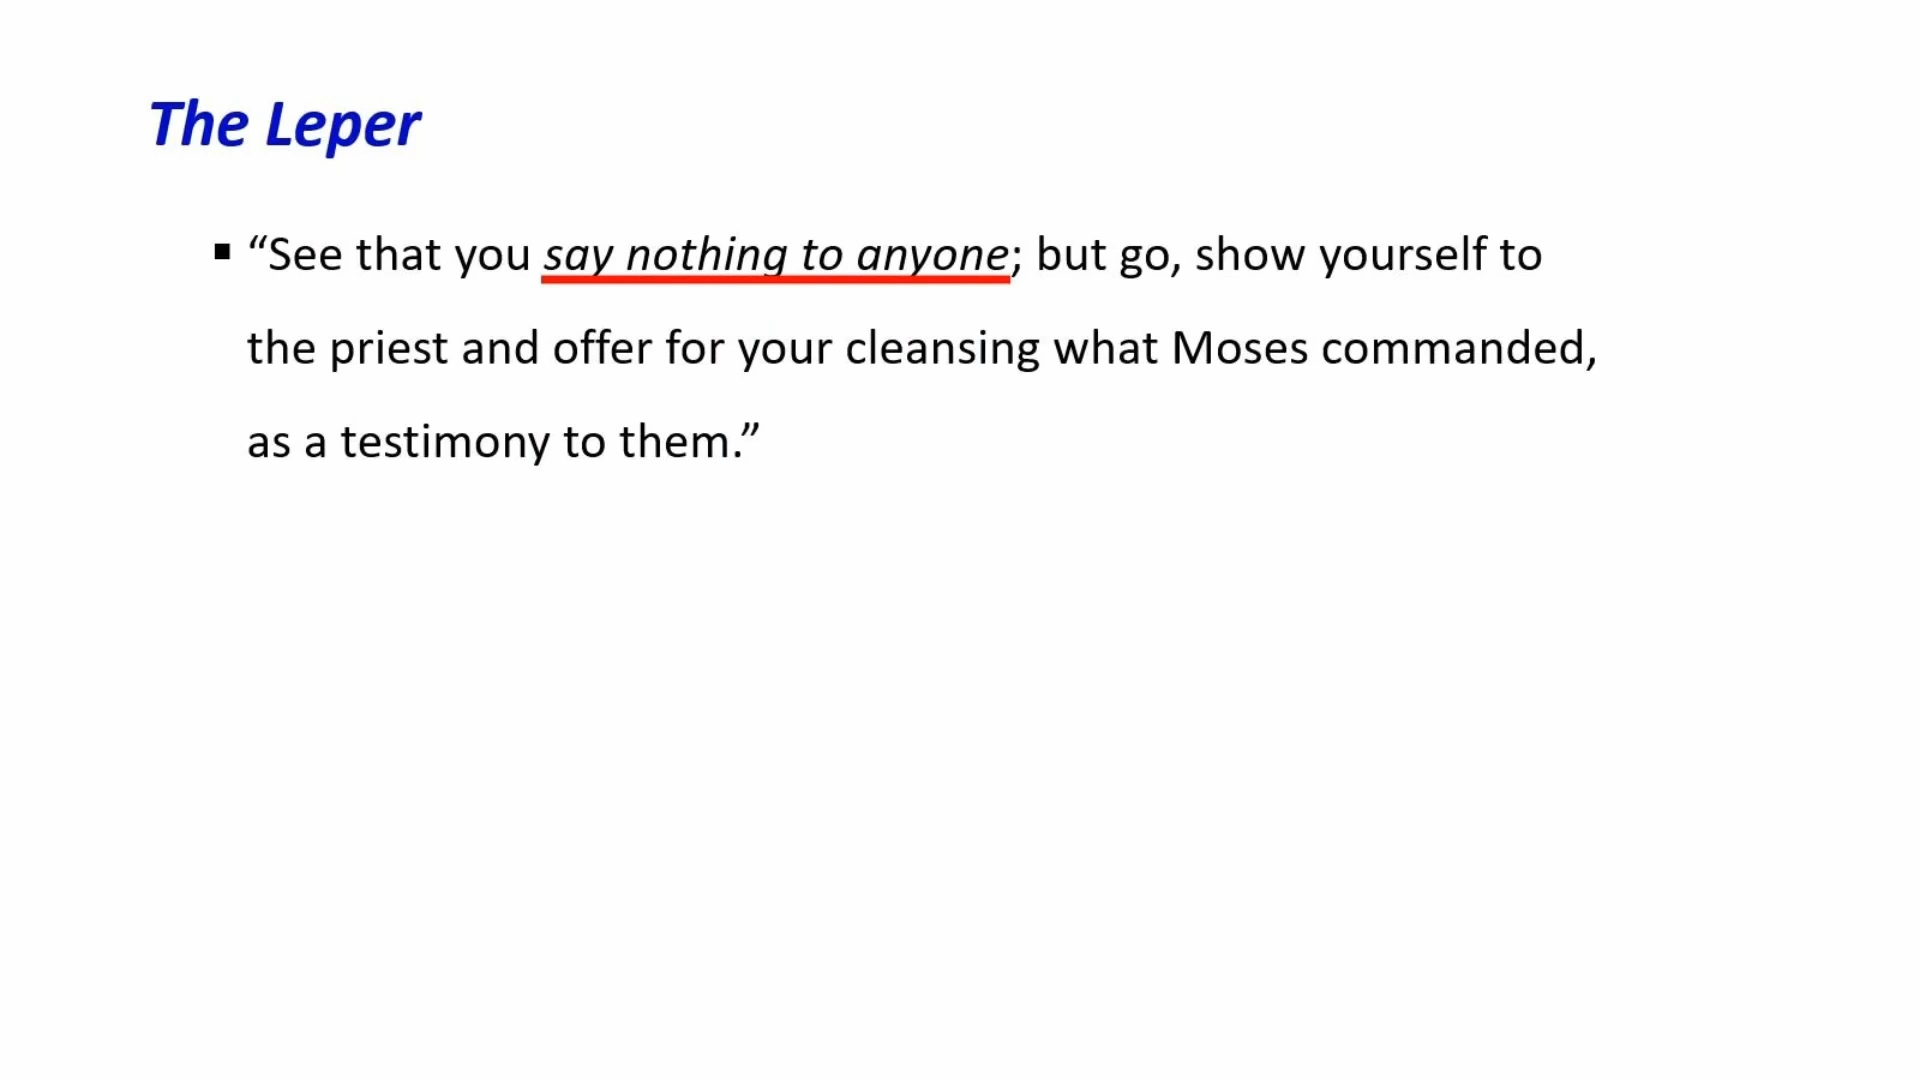 The Leper
▪ “See that you say nothing to anyone; but go, show yourself to
the priest and offer for your cleansing what Moses commanded,
as a testimony to them.”